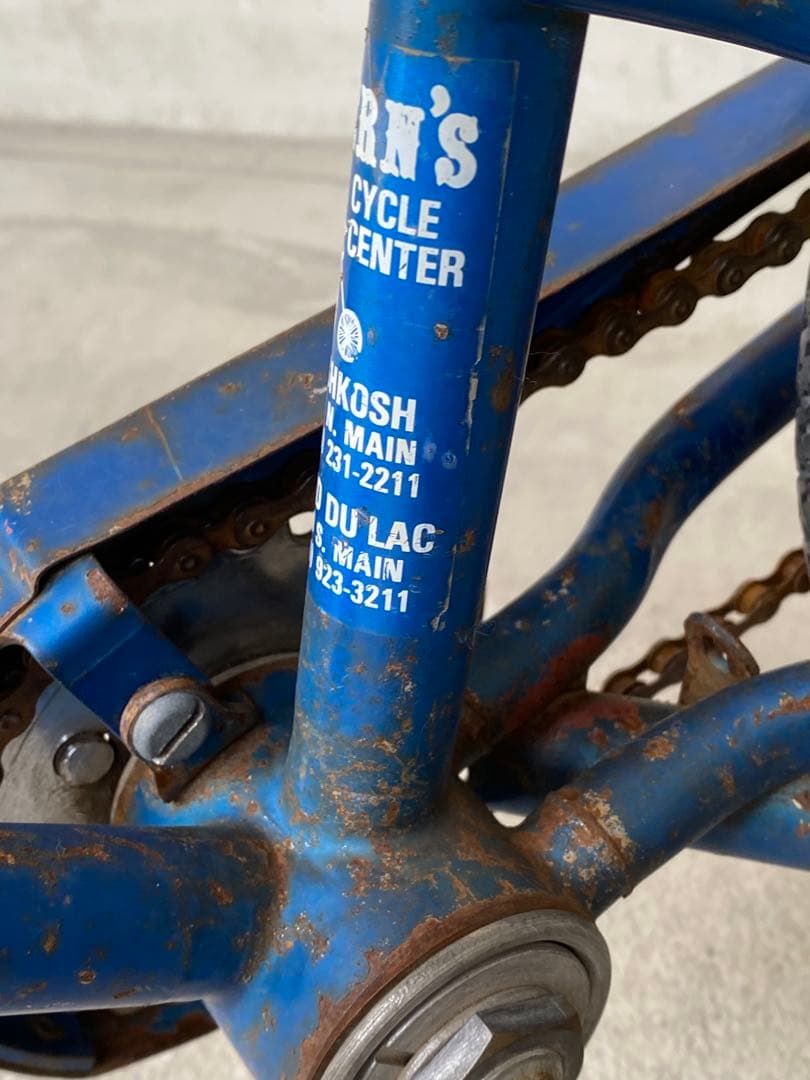 RN'S
CYCLE
CENTER
HKOSH
N. MAIN
231-2211
D DU LAC
S. MAIN
923-3211